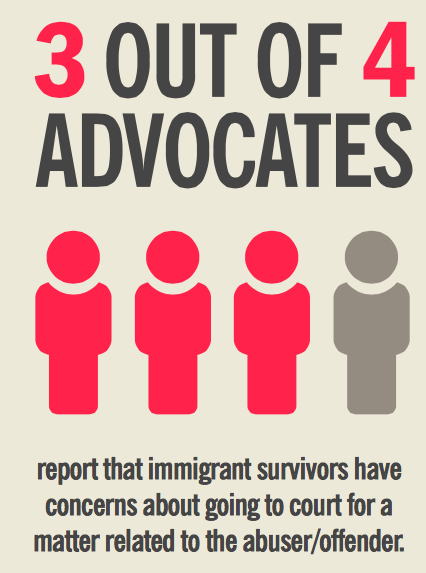 3 OUT OF 4
ADVOCATES
report that immigrant survivors have
concerns about going to court for a
matter related to the abuser/offender.